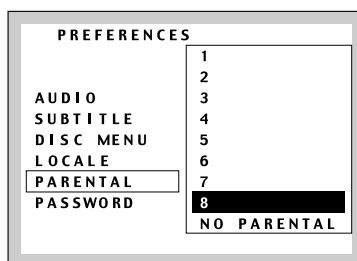 PREFERENCES
AUDIO
SUBTITLE
DISC MENU
LOCALE
PARENTAL
PASSWORD
1
2
3
4
5
6
7
8
NO PARENTAL